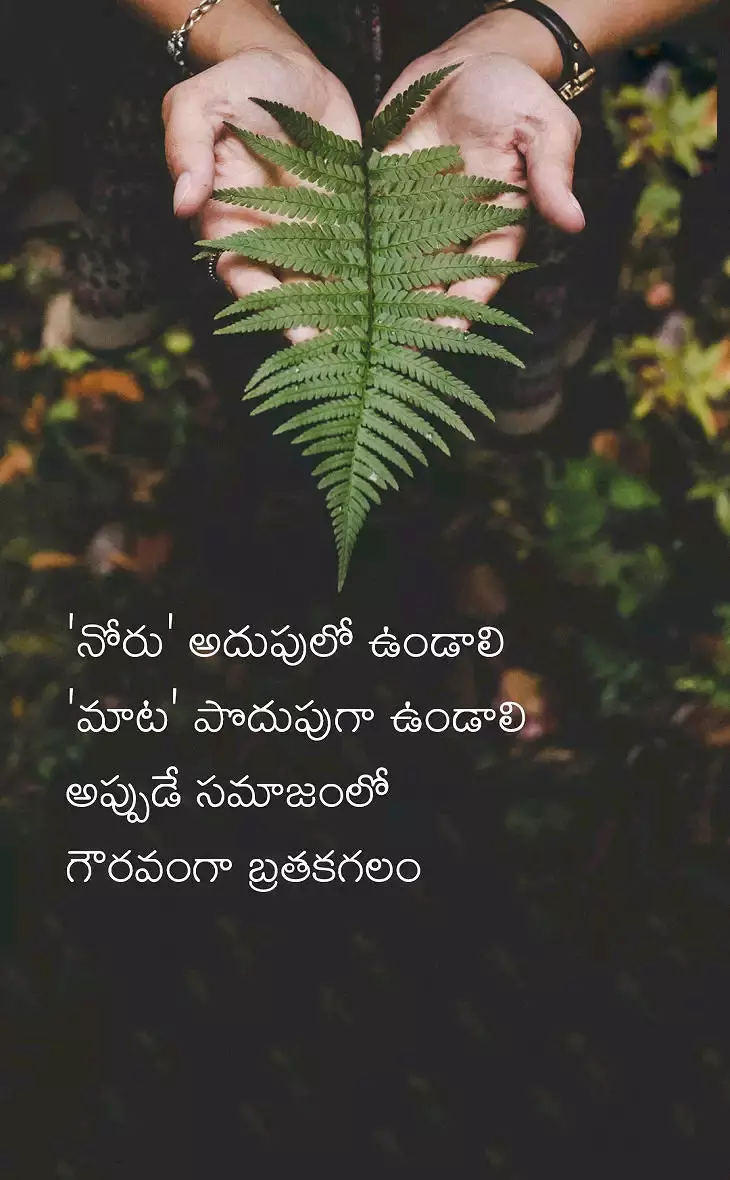 'నోరు' అదుపులో ఉండాలి
'మాట' పొదుపుగా ఉండాలి
అప్పుడే సమాజంలో
గౌరవంగా బ్రతకగలం